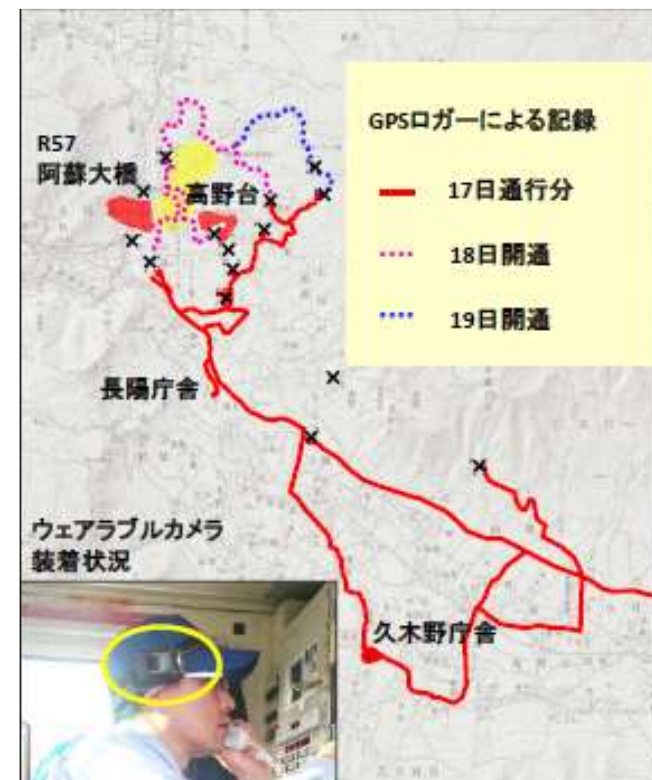 R57
阿蘇大橋
高野台
GPSロガーによる記録
17日通行分
18日開通
19日開通
長陽庁舎
ウェアラブルカメラ
装着状況
久木野庁舎